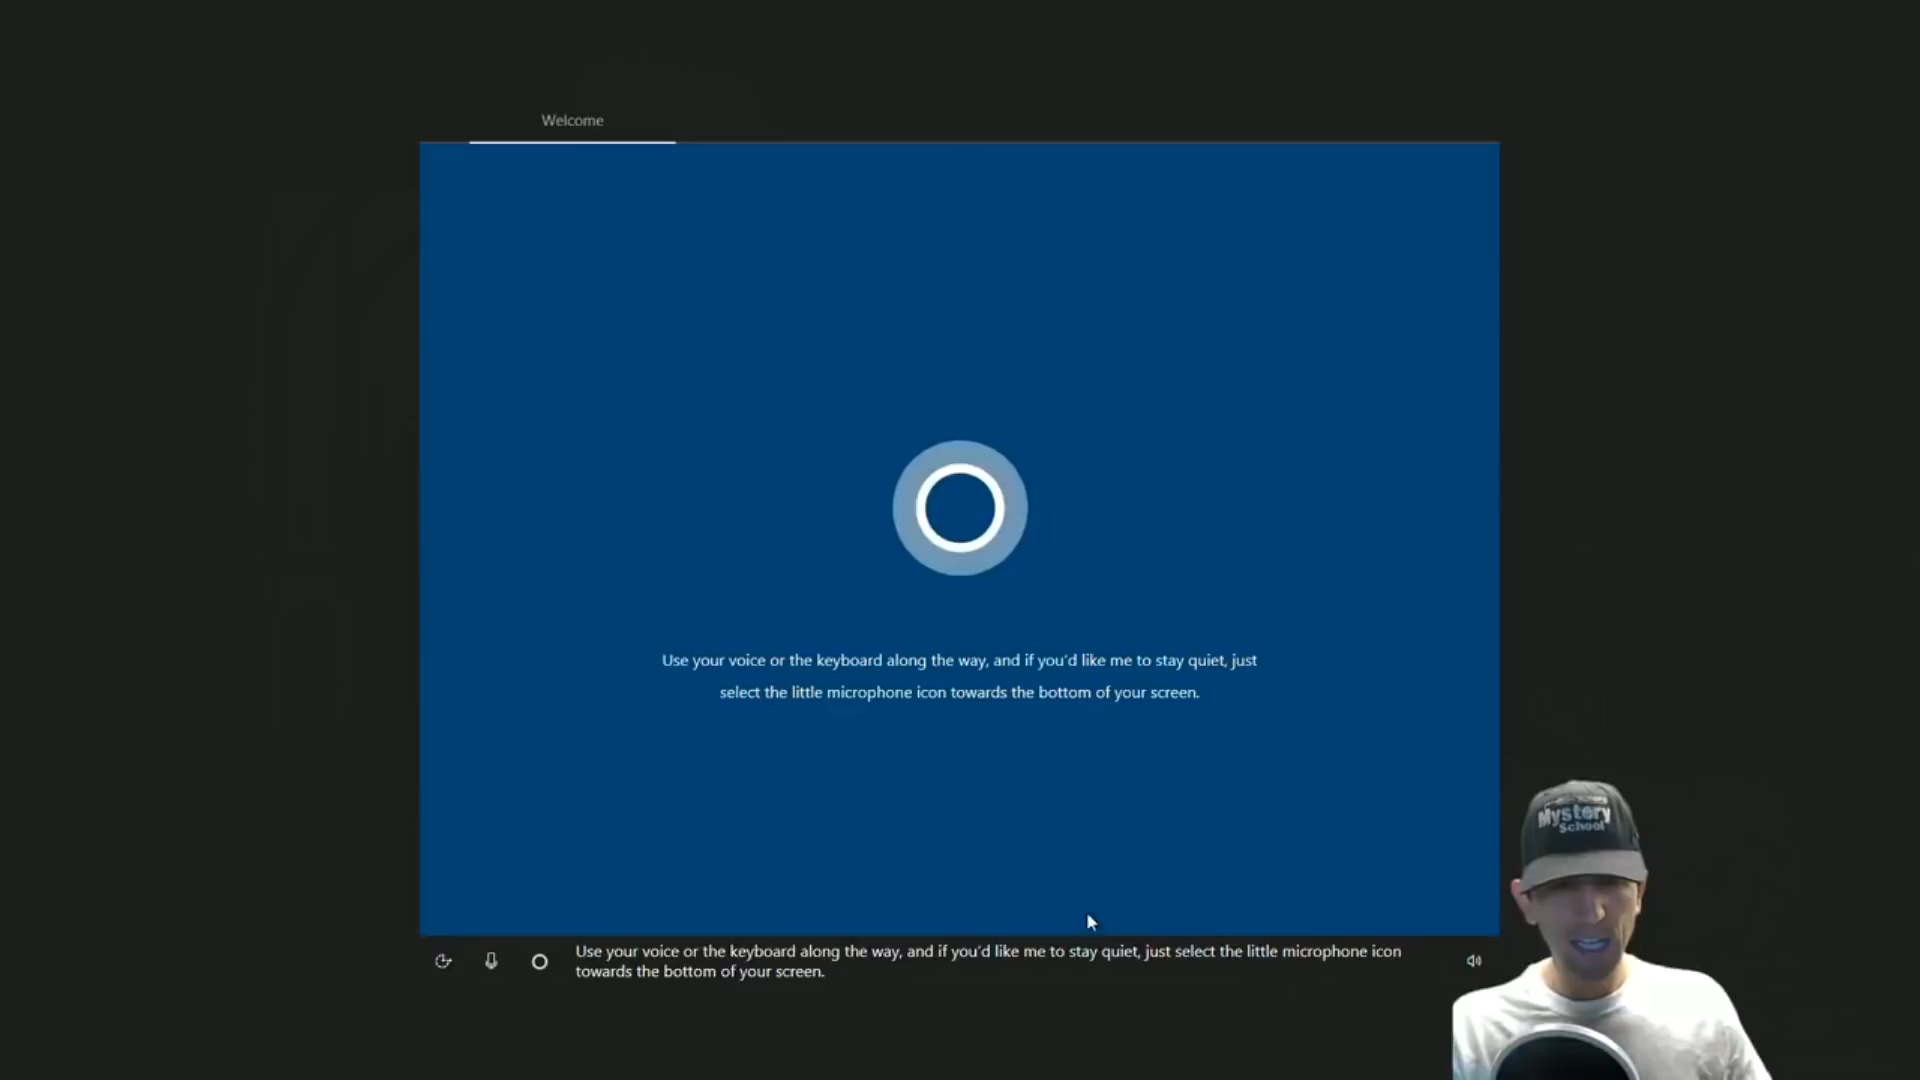 Welcome
Use your voice or the keyboard along the way, and if you'd like me to stay quiet, just
select the little microphone icon towards the bottom of your screen.
Use your voice or the keyboard along the way, and if you'd like me to stay quiet, just select the little microphone icon
towards the bottom of your screen.
Mystery
School